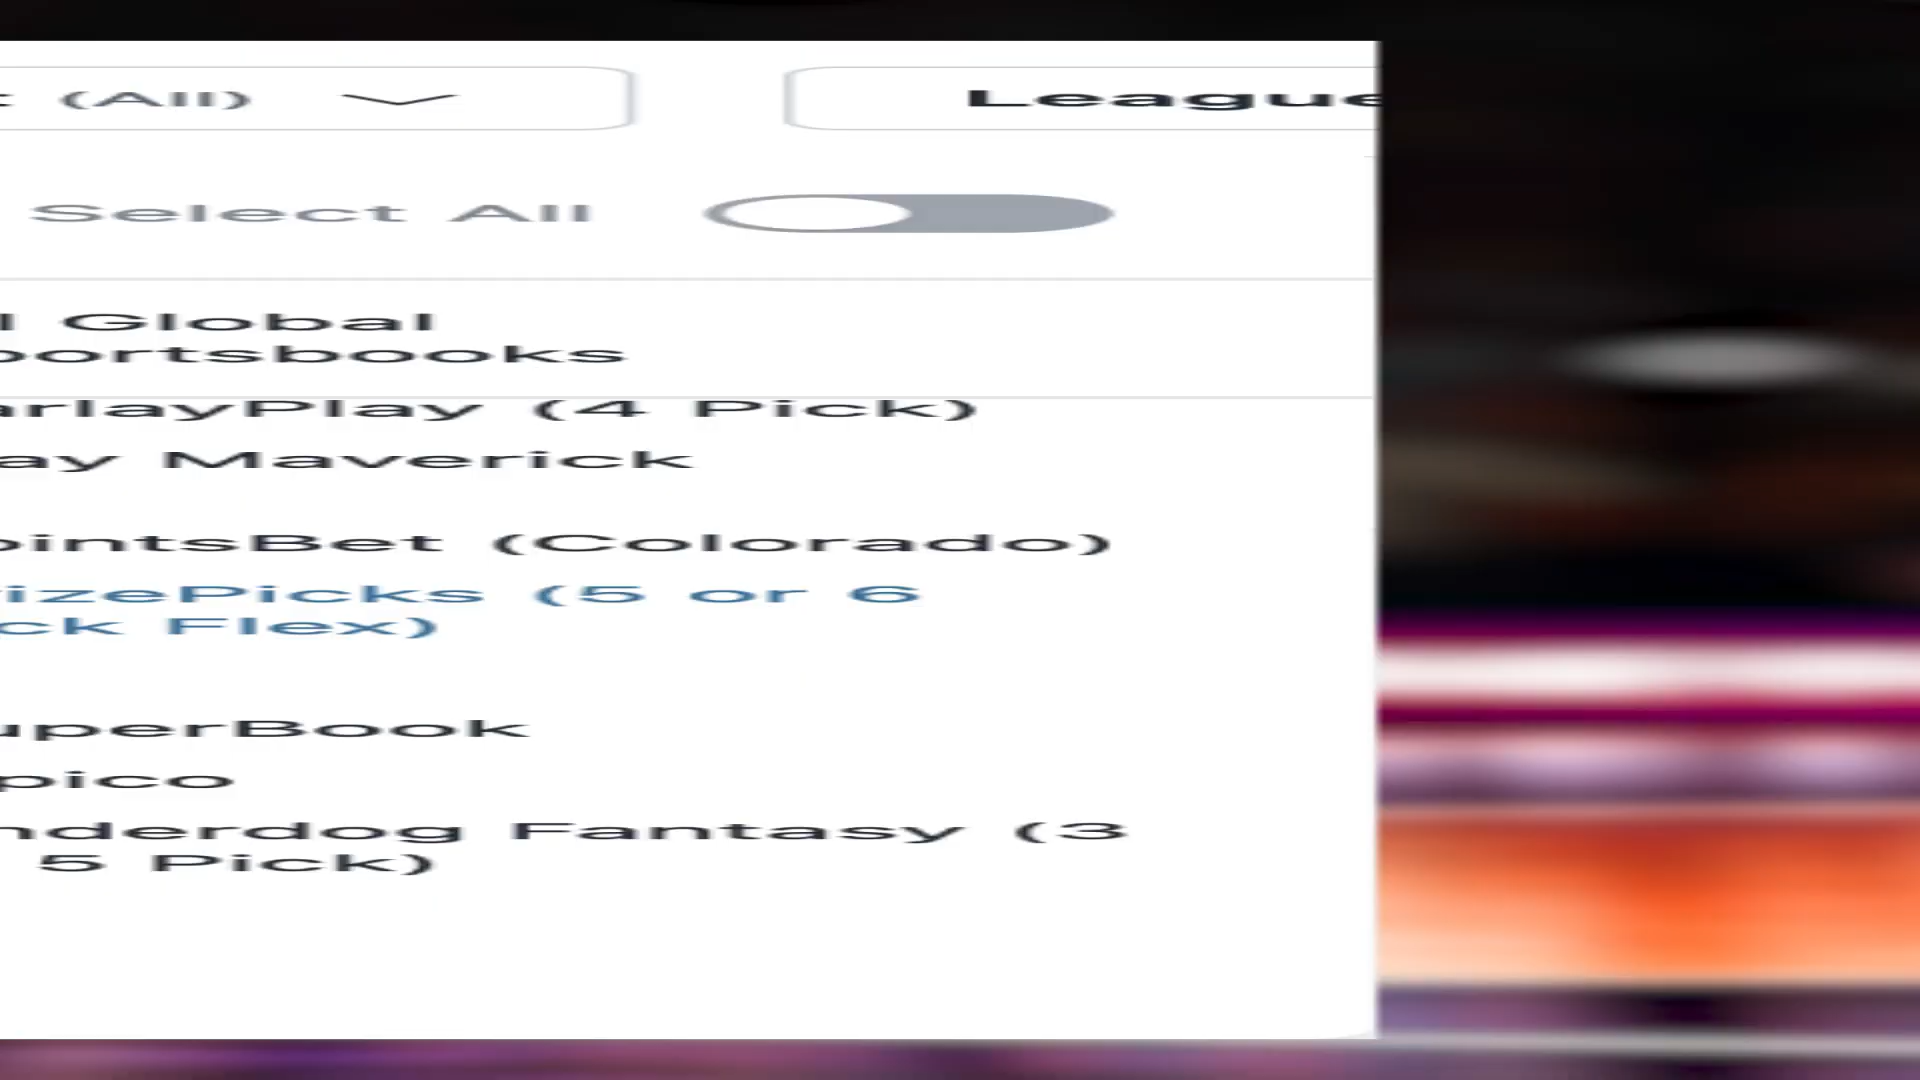 (All)
League
Select All
Global
portsbooks
arlayPlay (4 Pick)
ay Maverick
ointsBet (Colorado)
izePicks (5 or 6
ck Flex)
uperBook
pico
nderdog Fantasy (3
5 Pick)